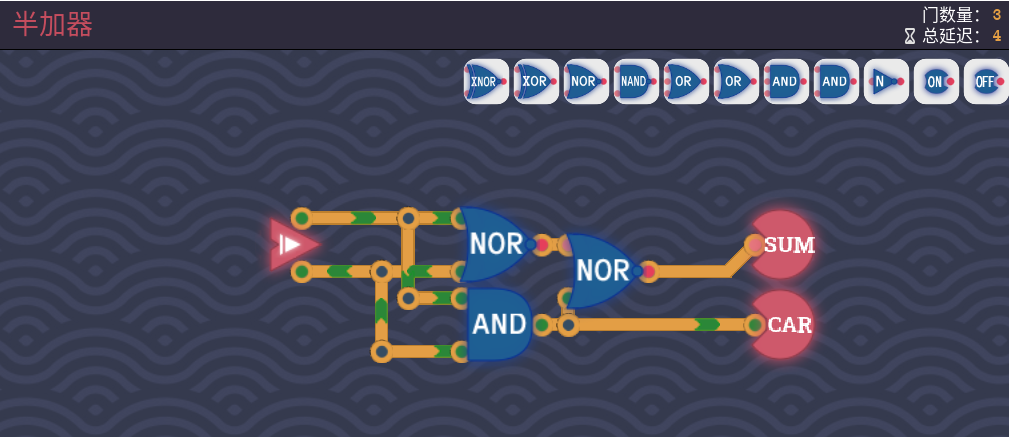 半加器
门数量: 3
总延迟: 4
XNOR XOR NOR NAND OR OR AND AND N ON OFF
NOR
SUM
NOR
AND
CAR